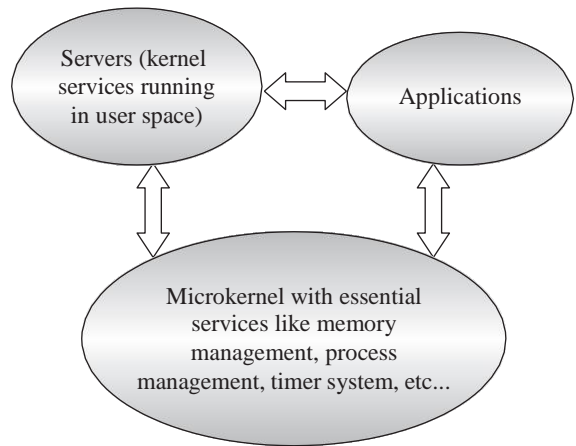 Servers (kernel
services running
in user space)
Applications
Microkernel with essential
services like memory
management, process
management, timer system, etc...